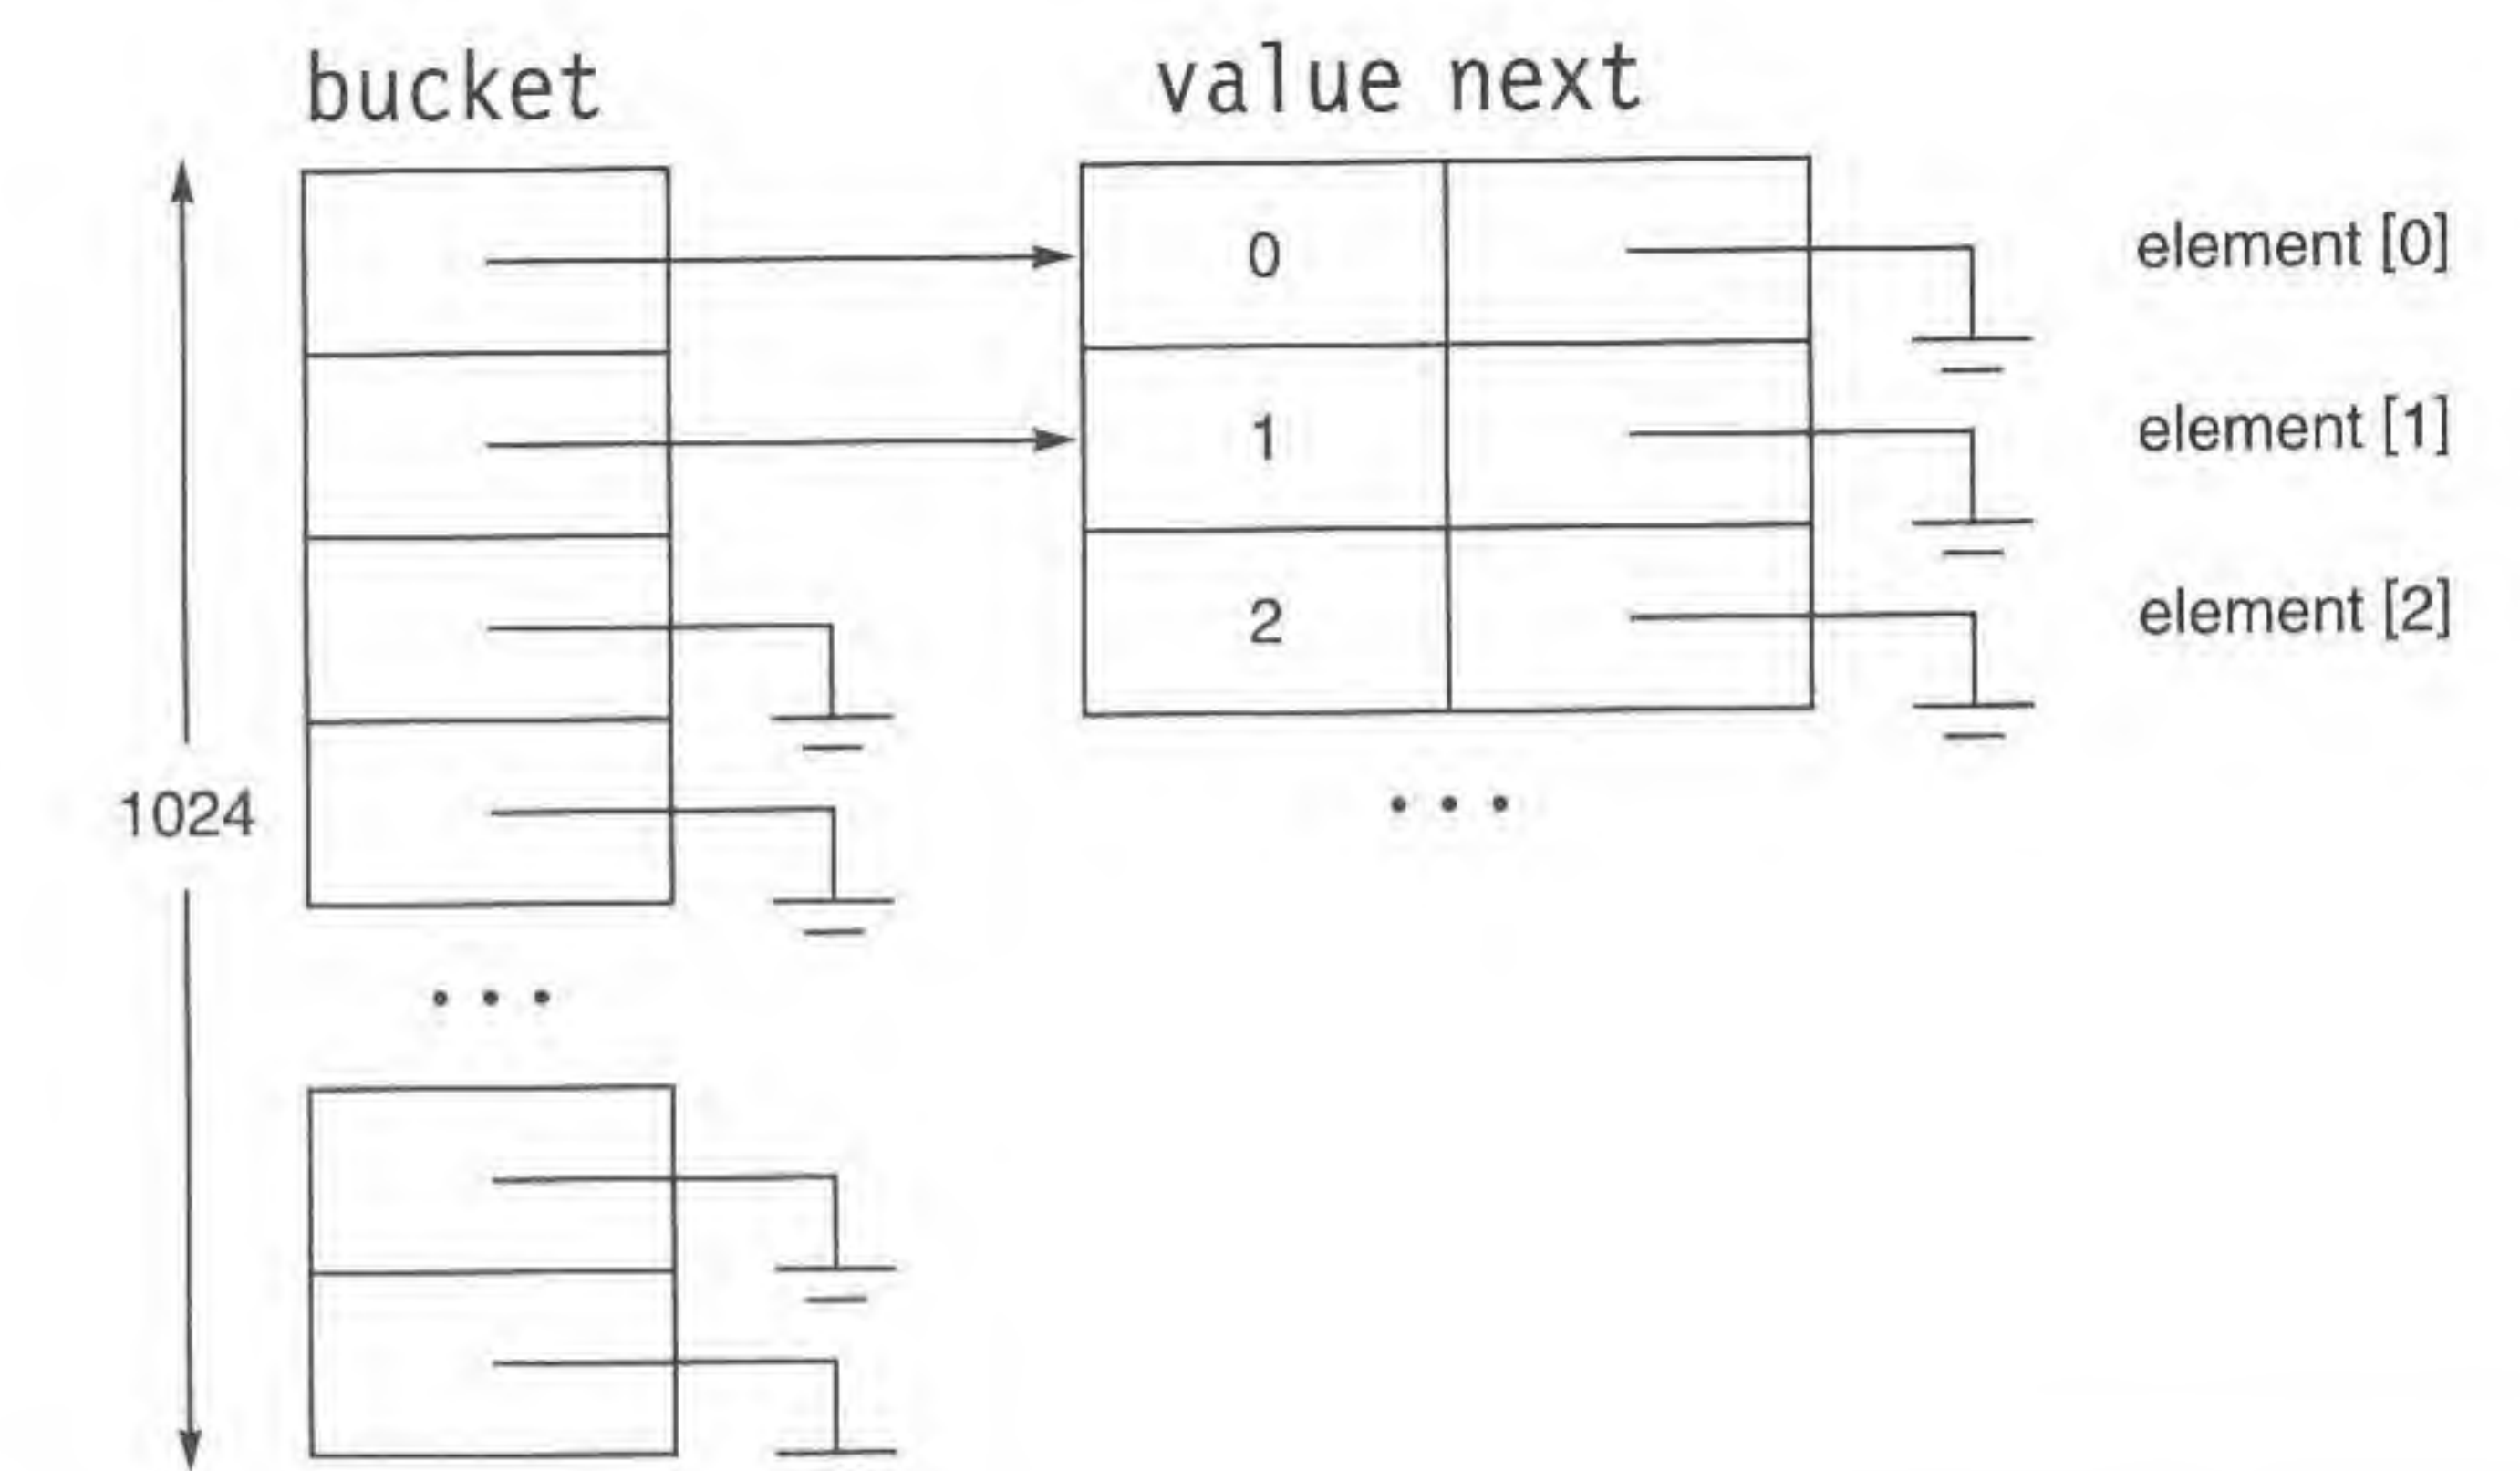 bucket value next
0 element [0]
1 element [1]
2 element [2]
1024